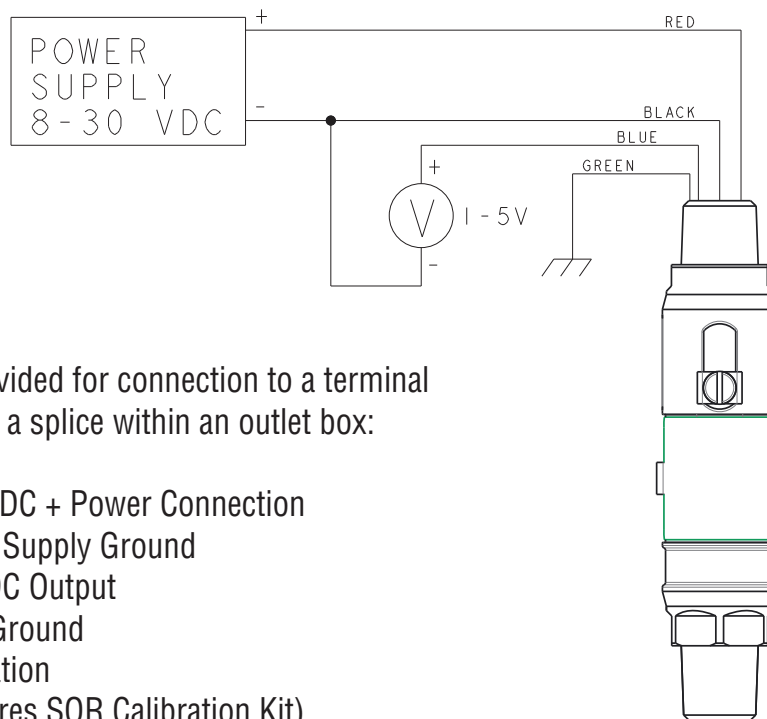 +
RED
POWER
SUPPLY
8-30 VDC
-
BLACK
BLUE
+
GREEN
V
1-5V
-
vided for connection to a terminal
a splice within an outlet box:
DC + Power Connection
Supply Ground
C Output
Ground
tion
res SOR Calibration Kit)